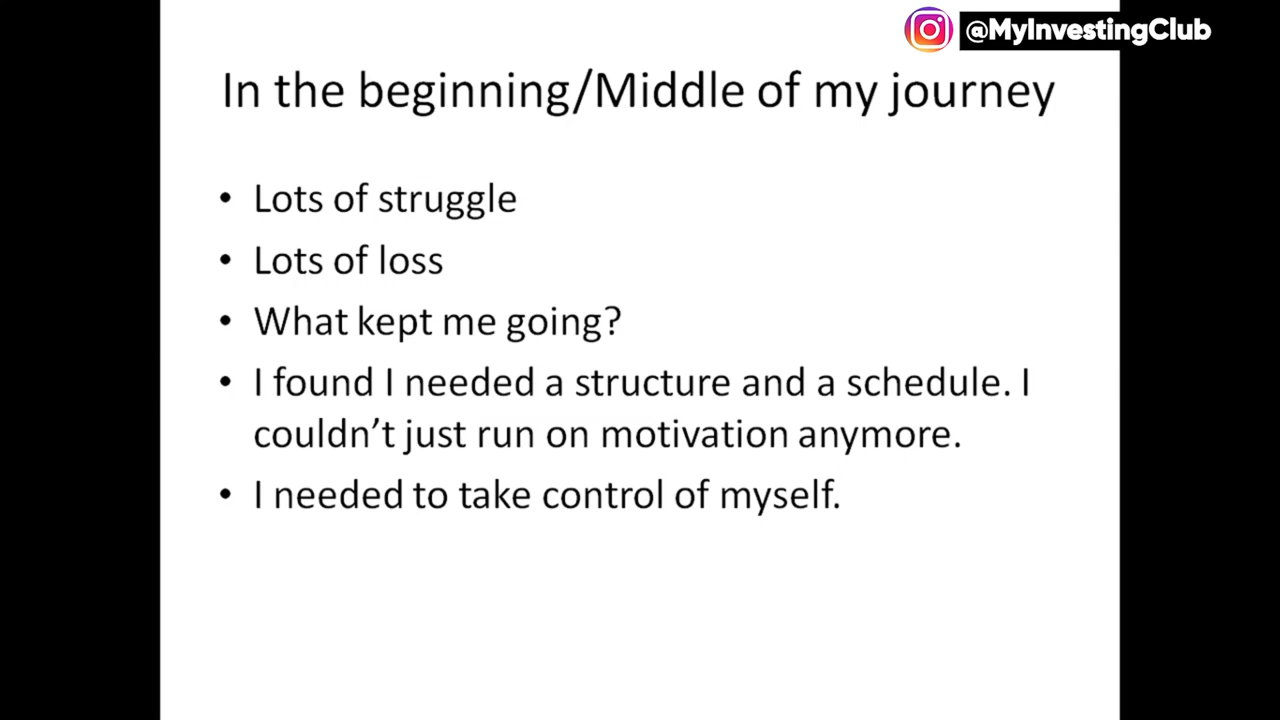 @MyInvestingClub
In the beginning/Middle of my journey
• Lots of struggle
• Lots of loss
• What kept me going?
• I found I needed a structure and a schedule. I
couldn’t just run on motivation anymore.
• I needed to take control of myself.